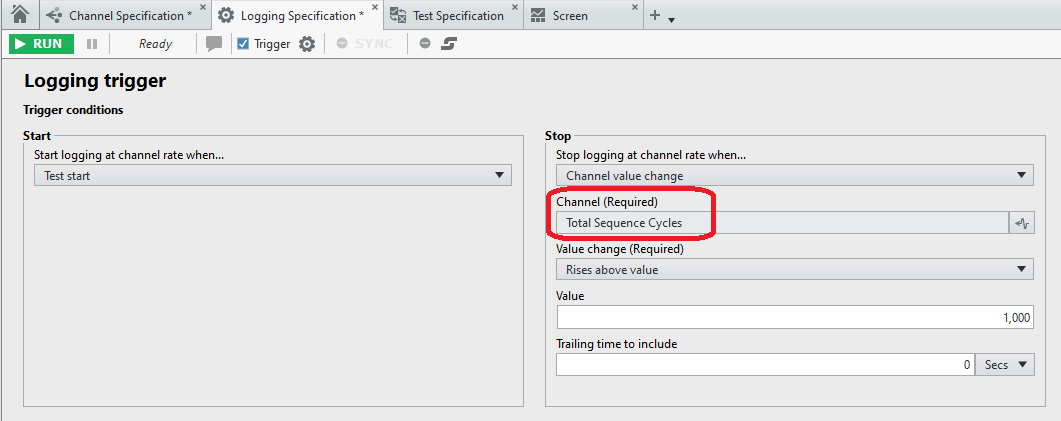 Channel Specification * ×
Logging Specification * ×
Test Specification ×
Screen ×
+
RUN
Ready
Trigger
SYNC
Logging trigger
Trigger conditions
Start
Start logging at channel rate when...
Test start
Stop
Stop logging at channel rate when...
Channel value change
Channel (Required)
Total Sequence Cycles
Value change (Required)
Rises above value
Value
1,000
Trailing time to include
0 Secs